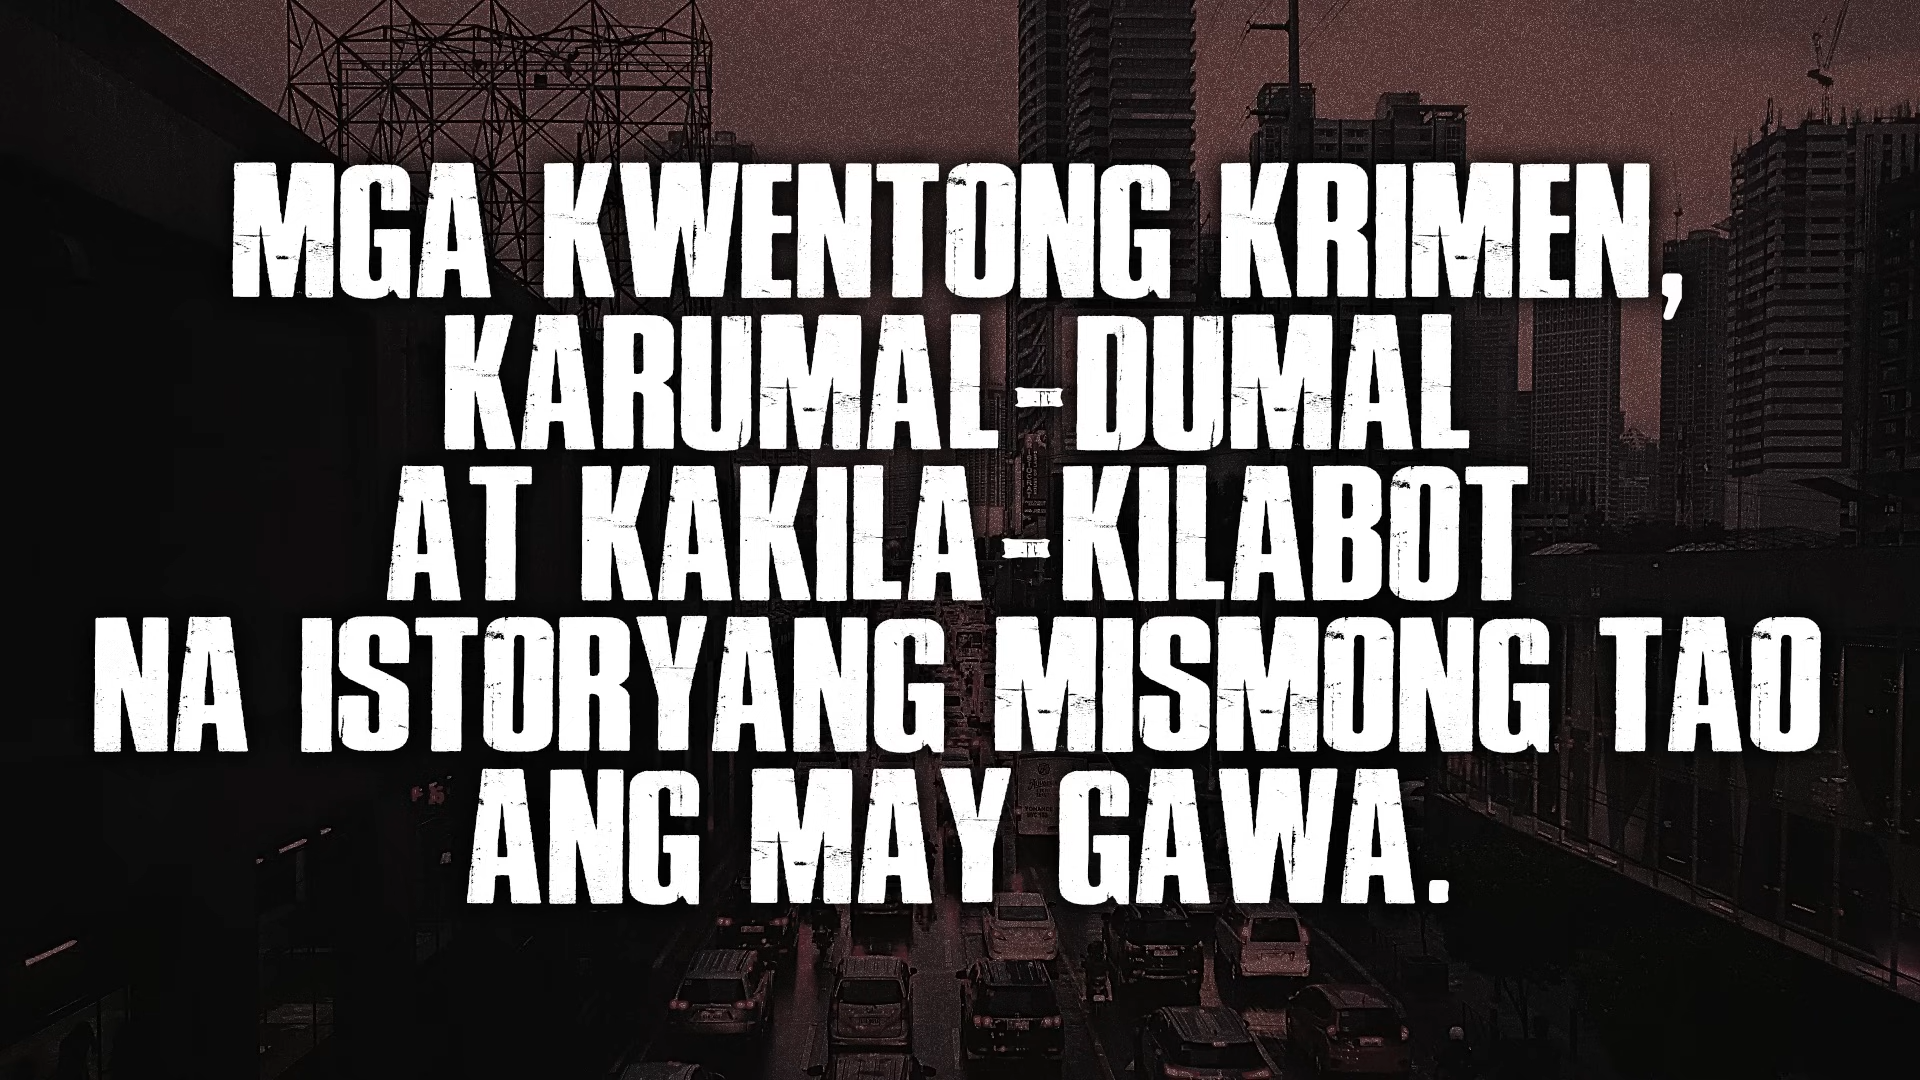 MGA KWENTONG KRIMEN,
KARUMAL-DUMAL
AT KAKILA-KILABOT
NA ISTORYANG MISMONG TAO
ANG MAY GAWA.